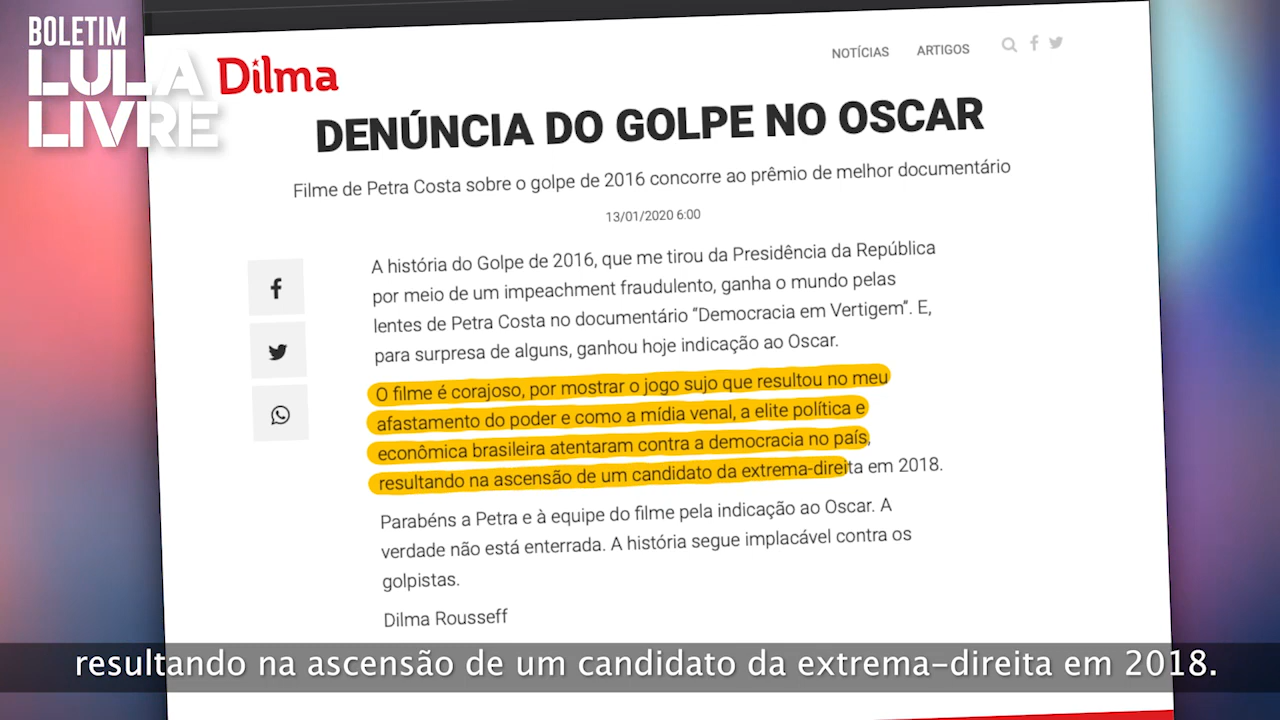 BOLETIM
LULA
LIVRE
Dilma
NOTÍCIAS ARTIGOS
DENÚNCIA DO GOLPE NO OSCAR
Filme de Petra Costa sobre o golpe de 2016 concorre ao prêmio de melhor documentário
13/01/2020 6:00
A história do Golpe de 2016, que me tirou da Presidência da República
por meio de um impeachment fraudulento, ganha o mundo pelas
lentes de Petra Costa no documentário “Democracia em Vertigem”. E,
para surpresa de alguns, ganhou hoje indicação ao Oscar.
O filme é corajoso, por mostrar o jogo sujo que resultou no meu
afastamento do poder e como a mídia venal, a elite política e
econômica brasileira atentaram contra a democracia no país,
resultando na ascensão de um candidato da extrema-direita em 2018.
Parabéns a Petra e à equipe do filme pela indicação ao Oscar. A
verdade não está enterrada. A história segue implacável contra os
golpistas.
Dilma Rousseff
resultando na ascensão de um candidato da extrema-direita em 2018.